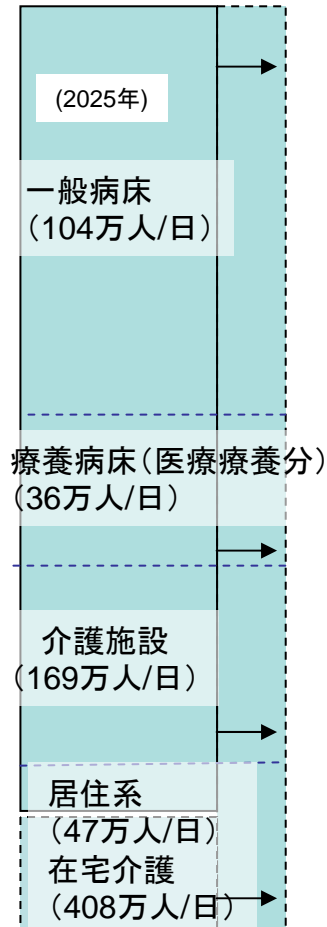 (2025年)
一般病床
（104万人/日）
療養病床（医療療養分）
（36万人/日）
介護施設
（169万人/日）
居住系
（47万人/日）
在宅介護
（408万人/日）